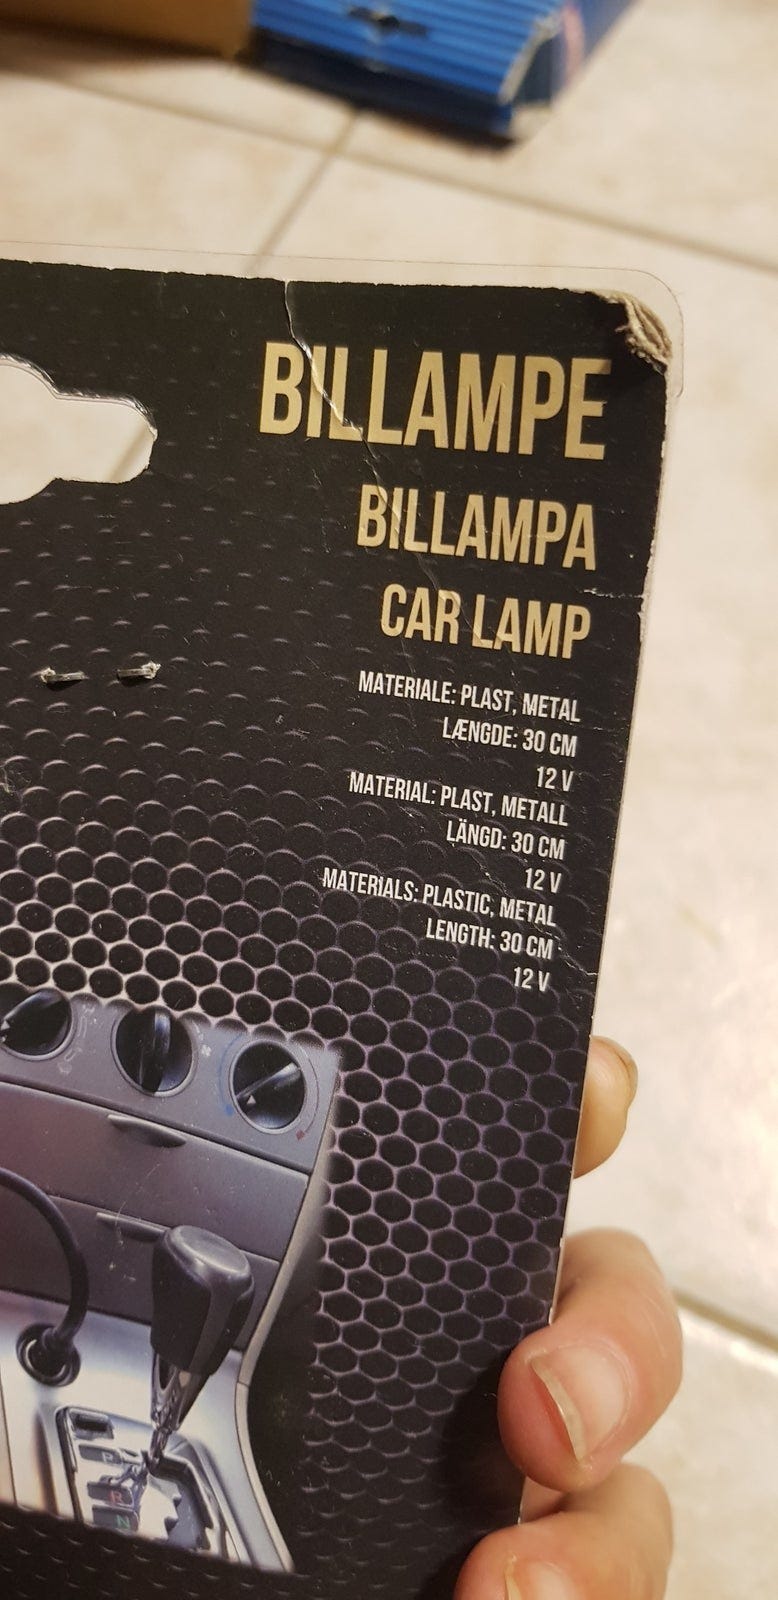 BILLAMPE
BILLAMPA
CAR LAMP
MATERIALE: PLAST, METAL
LÆNGDE: 30 CM
12 V
MATERIAL: PLAST, METALL
LÄNGD: 30 CM
12 V
MATERIALS: PLASTIC, METAL
LENGTH: 30 CM
12 V
P
R
N